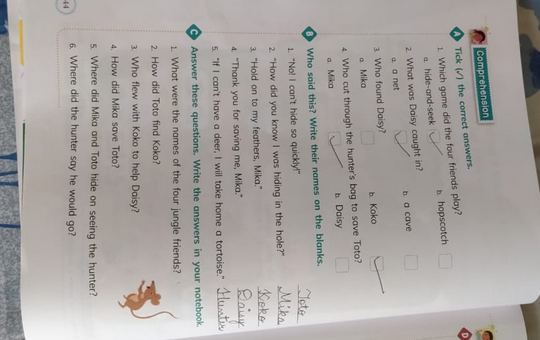 Comprehension
A Tick (✓) the correct answers.
1. Which game did the four friends play?
a. hide-and-seek ✓ b. hopscotch
2. What was Daisy caught in?
a. a net ✓ b. a cave
3. Who found Daisy?
a. Mika b. Koko ✓
4. Who cut through the hunter's bag to save Toto?
a. Mika ✓ b. Daisy
B Who said this? Write their names on the blanks.
1. "No! I can't hide so quickly!" Toto
2. "How did you know I was hiding in the hole?" Mika
3. "Hold on to my feathers, Mika." Koko
4. "Thank you for saving me, Mika." Daisy
5. "If I can't have a deer, I will take home a tortoise." Hunter
C Answer these questions. Write the answers in your notebook.
1. What were the names of the four jungle friends?
2. How did Toto find Koko?
3. Who flew with Koko to help Daisy?
4. How did Mika save Toto?
5. Where did Mika and Toto hide on seeing the hunter?
6. Where did the hunter say he would go?
44
D